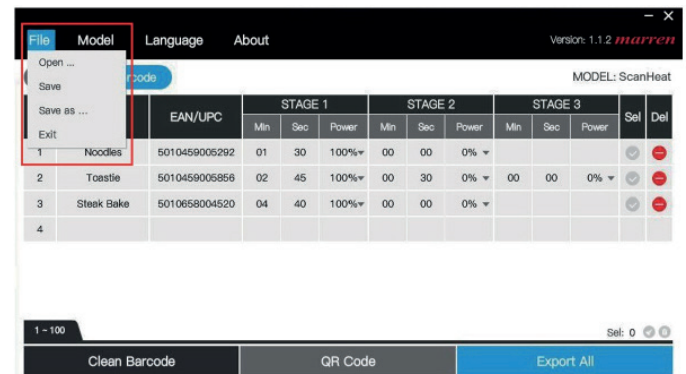 File Model Language About Version: 1.1.2 marren
Open ...
Save
Save as ...
Exit
code MODEL: ScanHeat
EAN/UPC STAGE 1 STAGE 2 STAGE 3 Sel Del
Min Sec Power Min Sec Power Min Sec Power
1 Noodles 5010459005292 01 30 100% 00 00 0%
2 Toastie 5010459005856 02 45 100% 00 30 0% 00 00 0%
3 Steak Bake 5010658004520 04 40 100% 00 00 0%
4
1 ~ 100 Sel: 0
Clean Barcode QR Code Export All